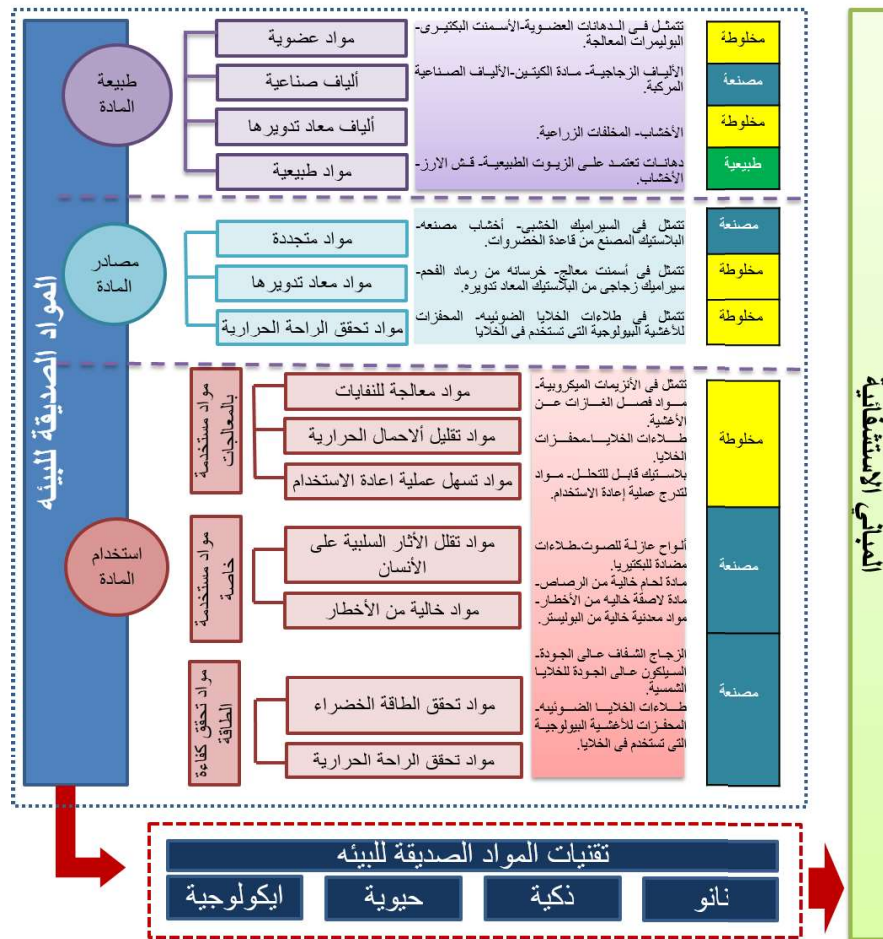 المواد الصديقة للبيئه
طبيعة
المادة
مواد عضوية
تتمثل فى الدهانات العضوية-الأسمنت البكتيرى-
البوليمرات المعالجة.
مخلوطة
ألياف صناعية
الألياف الزجاجية- مادة الكيتين-الألياف الصناعية
المركبة.
مصنعة
ألياف معاد تدويرها
الأخشاب- المخلفات الزراعية.
مخلوطة
مواد طبيعية
دهانات تعتمد على الزيوت الطبيعية- قش الارز-
الأخشاب.
طبيعية
مصادر
المادة
مواد متجددة
تتمثل فى السيراميك الخشبى- أخشاب مصنعه-
البلاستيك المصنع من قاعدة الخضروات.
مصنعة
مواد معاد تدويرها
تتمثل فى أسمنت معالج- خرسانه من رماد الفحم-
سيراميك زجاجى من البلاستيك المعاد تدويره.
مخلوطة
مواد تحقق الراحة الحرارية
تتمثل فى طلاءات الخلايا الضوئيبه- المحفزات
للأغشية البيولوجية التى تستخدم فى الخلايا
مخلوطة
استخدام
المادة
مواد مستخدمة
بالمعالجات
مواد معالجة للنفايات
مواد تقليل ألاحمال الحرارية
مواد تسهل عملية اعادة الاستخدام
تتمثل فى الأنزيمات الميكروبية-
مواد فصل الغازات عن
الأغشية.
طلاءات الخلايا-محفزات
الخلايا.
بلاستيك قابل للتحلل- مواد
لتدرج عملية إعادة الاستخدام.
مخلوطة
مواد مستخدمة
خاصة
مواد تقلل الأثار السلبية على
الأنسان
مواد خالية من الأخطار
ألواح عازلة للصوت-طلاءات
مضادة للبكتيريا.
مادة لحام خالية من الرصاص-
مادة لاصقة خاليه من الأخطار-
مواد معدنية خالية من البوليستر.
مصنعة
مواد تحقق كفاءة
الطاقة
مواد تحقق الطاقة الخضراء
مواد تحقق الراحة الحرارية
الزجاج الشفاف عالى الجودة-
السيلكون عالى الجودة للخلايا
الشمسية.
طلاءات الخلايا الضوئيبه-
المحفزات للأغشية البيولوجية
التى تستخدم فى الخلايا.
مصنعة
تقنيات المواد الصديقة للبيئه
نانو
ذكية
حيوية
ايكولوجية
المباني الاستشفائية